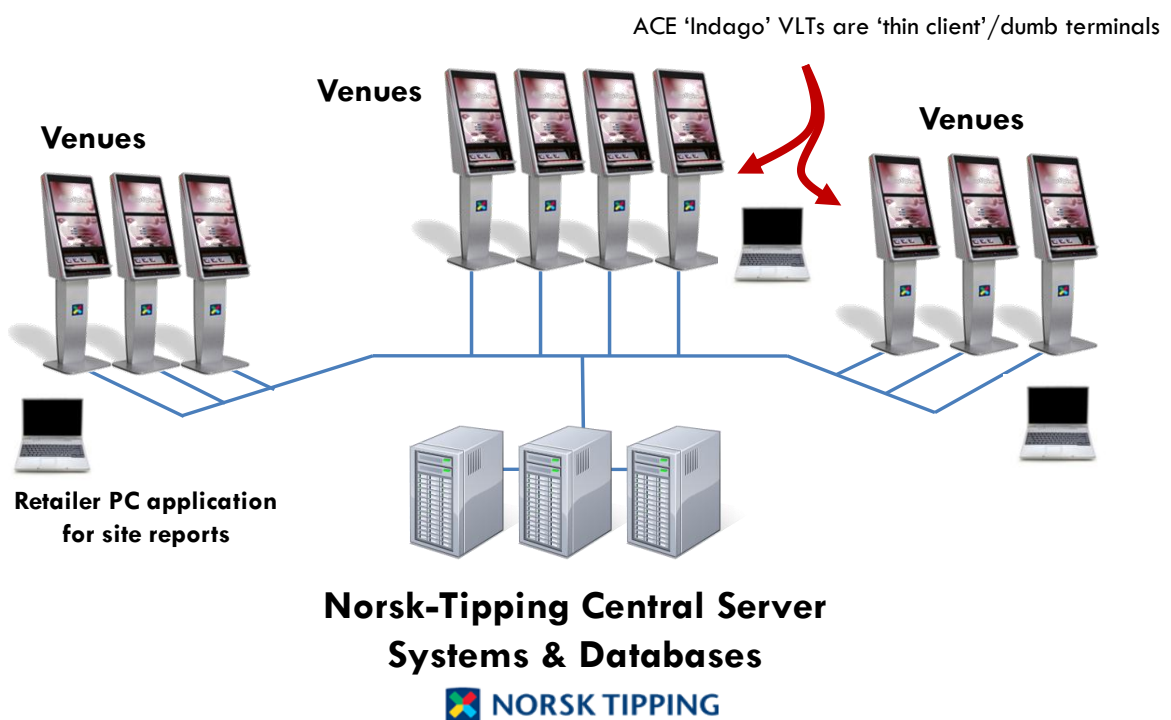 ACE ‘Indago’ VLTs are ‘thin client’/dumb terminals
Venues
Venues
Venues
Retailer PC application
for site reports
Norsk-Tipping Central Server
Systems & Databases
NORSK TIPPING